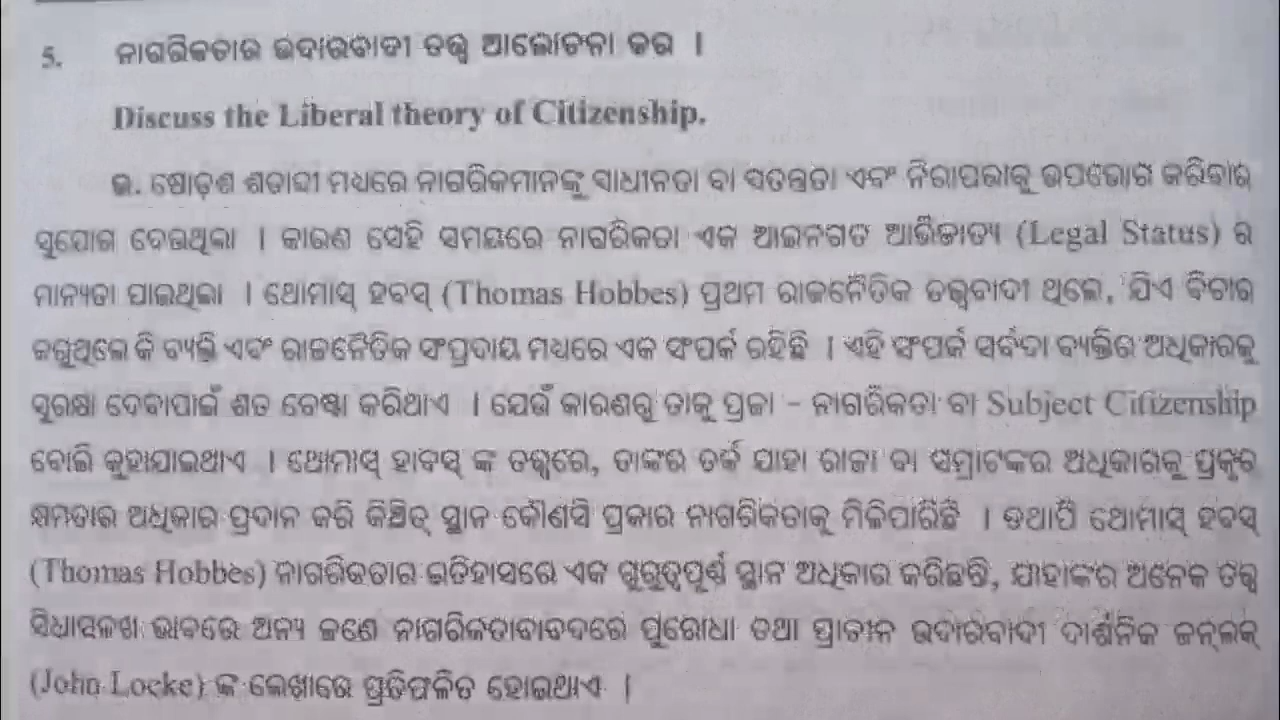 5. ନାଗରିକତାର ଉଦାରବାଦୀ ତତ୍ତ୍ୱ ଆଲୋଚନା କର ।
Discuss the Liberal theory of Citizenship.
ଉ. ଷୋଡ଼ଶ ଶତାବ୍ଦୀ ମଧ୍ୟରେ ନାଗରିକମାନଙ୍କୁ ସ୍ୱାଧୀନତା ବା ସତନ୍ତ୍ରତା ଏବଂ ନିରାପତ୍ତାକୁ ଉପଭୋଗ କରିବାର
ସୁଯୋଗ ଦେଉଥିଲା । କାରଣ ସେହି ସମୟରେ ନାଗରିକତା ଏକ ଆଇନଗତ ଆଭିଜାତ୍ୟ (Legal Status) ର
ମାନ୍ୟତା ପାଇଥିଲା । ଥୋମାସ୍ ହବସ୍ (Thomas Hobbes) ପ୍ରଥମ ରାଜନୈତିକ ତତ୍ତ୍ୱବାଦୀ ଥିଲେ, ଯିଏ ବିଚାର
କରୁଥିଲେ କି ବ୍ୟକ୍ତି ଏବଂ ରାଜନୈତିକ ସଂପ୍ରଦାୟ ମଧ୍ୟରେ ଏକ ସଂପର୍କ ରହିଛି । ଏହି ସଂପର୍କ ସର୍ବଦା ବ୍ୟକ୍ତିର ଅଧିକାରକୁ
ସୁରକ୍ଷା ଦେବାପାଇଁ ଶତ ଚେଷ୍ଟା କରିଥାଏ । ଯେଉଁ କାରଣରୁ ତାକୁ ପ୍ରଜା – ନାଗରିକତା ବା Subject Citizenship
ବୋଲି କୁହାଯାଇଥାଏ । ଥୋମାସ୍ ହାବସ୍ ଙ୍କ ତତ୍ତ୍ୱରେ, ତାଙ୍କର ତର୍କ ଯାହା ରାଜା ବା ସମ୍ରାଟଙ୍କର ଅଧିକାରକୁ ପ୍ରକୃତ
କ୍ଷମତାର ଅଧିକାର ପ୍ରଦାନ କରି କିଞ୍ଚିତ୍ ସ୍ଥାନ କୌଣସି ପ୍ରକାର ନାଗରିକତାକୁ ମିଳିପାରିଛି । ତଥାପି ଥୋମାସ୍ ହବସ୍
(Thomas Hobbes) ନାଗରିକତାର ଇତିହାସରେ ଏକ ଗୁରୁତ୍ୱପୂର୍ଣ୍ଣ ସ୍ଥାନ ଅଧିକାର କରିଛନ୍ତି, ଯାହାଙ୍କର ଅନେକ ତତ୍ତ୍ୱ
ଭାବରେ ଅନ୍ୟ ଜଣେ ପୁରୋଧା ତଥା ପ୍ରାଚୀନ ଉଦାରବାଦୀ ଦାର୍ଶନିକ ଜନ୍‌ଲକ୍
(John Locke) ଙ୍କ ଲେଖାରେ ପ୍ରତିଫଳିତ ହୋଇଥାଏ ।